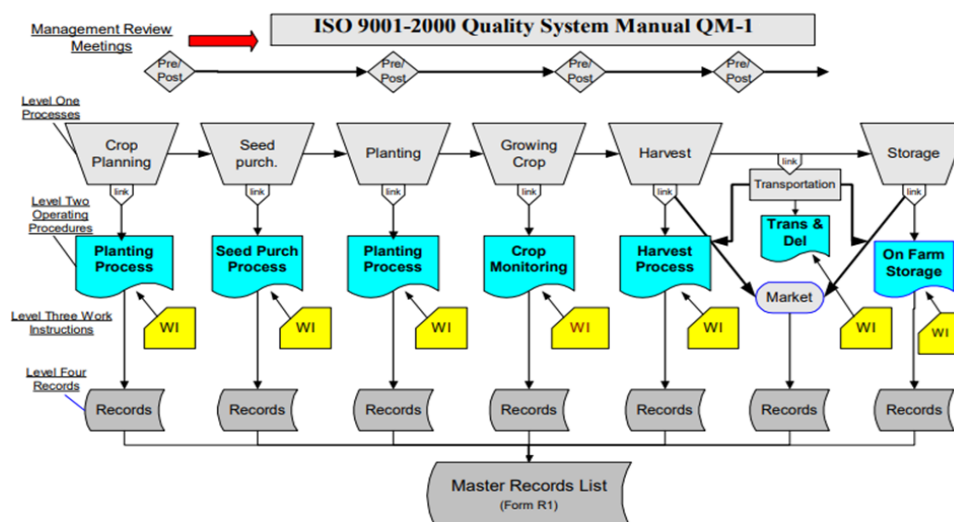 ISO 9001-2000 Quality System Manual QM-1
Management Review
Meetings
Pre/
Post
Pre/
Post
Pre/
Post
Pre/
Post
Level One
Processes
Crop
Planning
Seed
purch.
Planting
Growing
Crop
Harvest
link
Storage
link
link
link
link
link
link
Transportation
Level Two
Operating
Procedures
Planting
Process
Seed Purch
Process
Planting
Process
Crop
Monitoring
Harvest
Process
Trans &
Del
On Farm
Storage
Market
Level Three Work
Instructions
WI
WI
WI
WI
WI
WI
WI
Level Four
Records
Records
Records
Records
Records
Records
Records
Records
Master Records List
(Form R1)